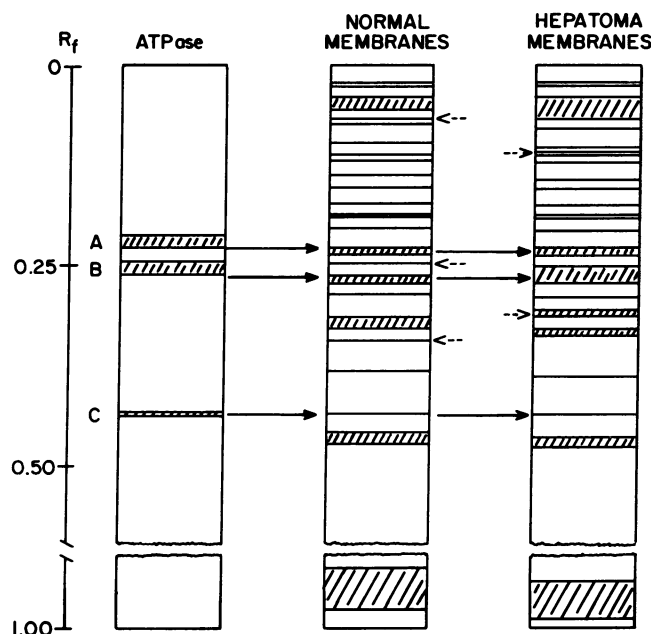 Rf
ATPase
NORMAL
MEMBRANES
HEPATOMA
MEMBRANES
0
A
0.25
B
C
0.50
1.00